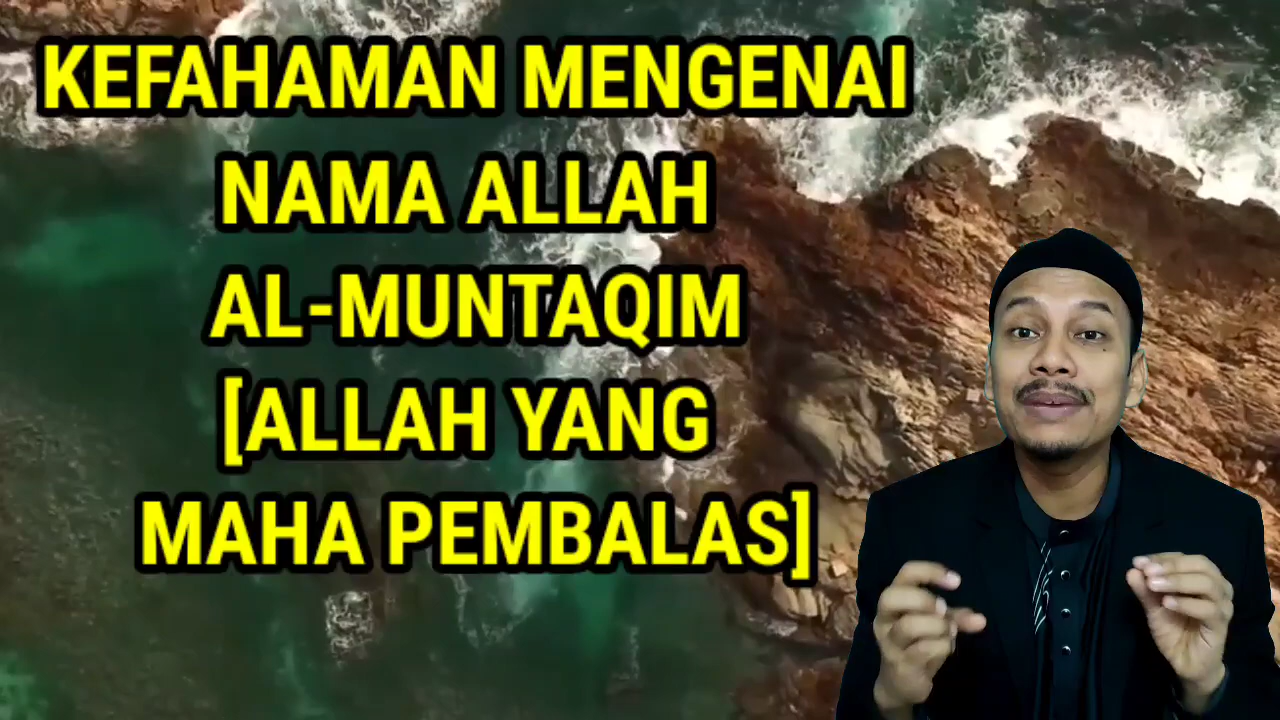 KEFAHAMAN MENGENAI
NAMA ALLAH
AL-MUNTAQIM
[ALLAH YANG
MAHA PEMBALAS]